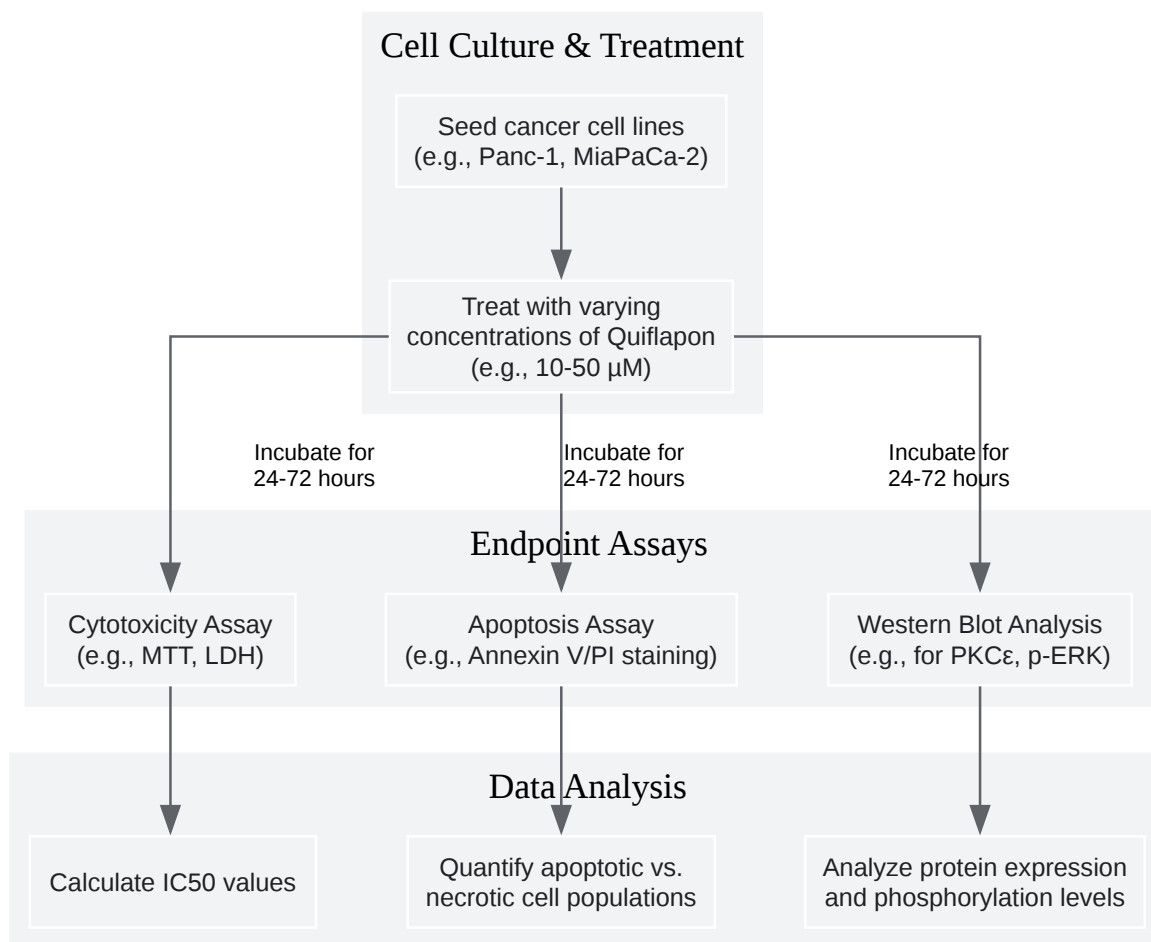 Cell Culture & Treatment
Seed cancer cell lines
(e.g., Panc-1, MiaPaCa-2)
Treat with varying
concentrations of Quiflapon
(e.g., 10-50 µM)
Incubate for
24-72 hours
Incubate for
24-72 hours
Incubate for
24-72 hours
Endpoint Assays
Cytotoxicity Assay
(e.g., MTT, LDH)
Apoptosis Assay
(e.g., Annexin V/PI staining)
Western Blot Analysis
(e.g., for PKCε, p-ERK)
Data Analysis
Calculate IC50 values
Quantify apoptotic vs.
necrotic cell populations
Analyze protein expression
and phosphorylation levels